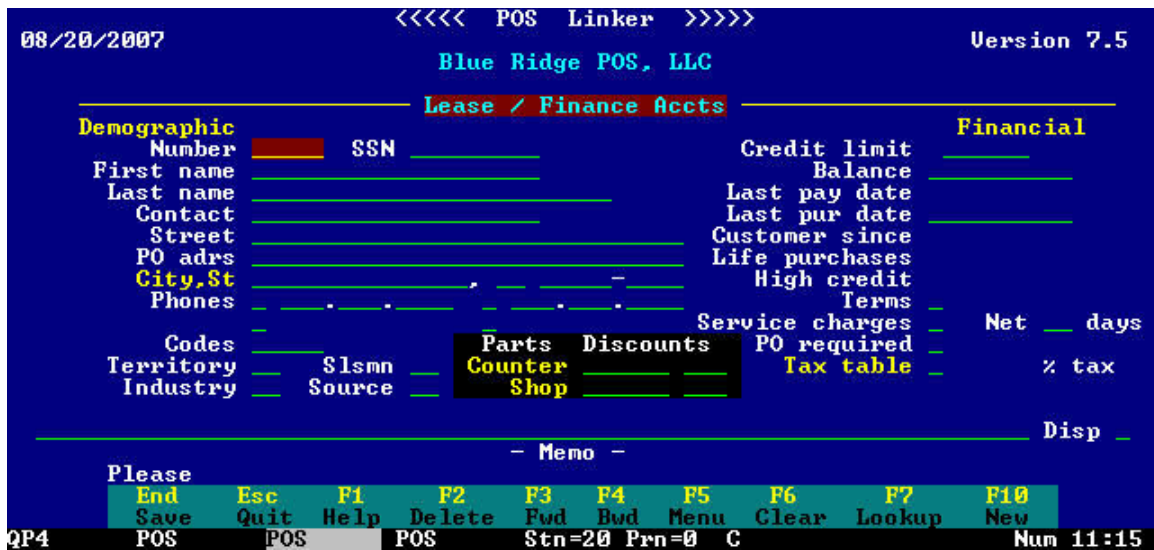 <<<<< POS Linker >>>>>
08/20/2007 Version 7.5
Blue Ridge POS, LLC
Lease / Finance Accts
Demographic Financial
Number SSN Credit limit
First name Balance
Last name Last pay date
Contact Last pur date
Street Customer since
PO adrs Life purchases
City,St , - High credit
Phones . . . . Terms
Service charges Net days
Codes Parts Discounts PO required
Territory Slsmn Counter Tax table % tax
Industry Source Shop
Disp
- Memo -
Please
End Esc F1 F2 F3 F4 F5 F6 F7 F10
Save Quit Help Delete Fwd Bwd Menu Clear Lookup New
QP4 POS POS POS Stn=20 Prn=0 C Num 11:15